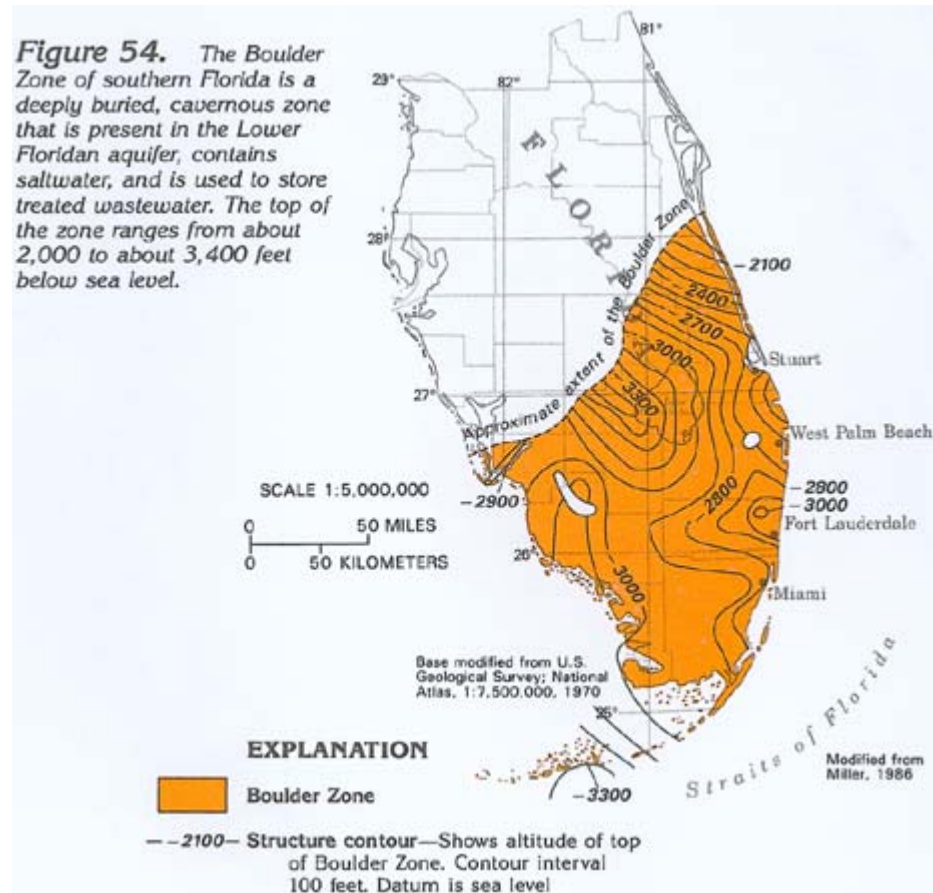 Figure 54. The Boulder
Zone of southern Florida is a
deeply buried, cavernous zone
that is present in the Lower
Floridan aquifer, contains
saltwater, and is used to store
treated wastewater. The top of
the zone ranges from about
2,000 to about 3,400 feet
below sea level.
81°
29°
82°
FLORIDA
28°
Approximate extent of the Boulder Zone
-2100
2400
-2700
3000
-3300
Stuart
27°
West Palm Beach
-2900
-2800
2800
-3000
Fort Lauderdale
SCALE 1:5,000,000
0 50 MILES
0 50 KILOMETERS
26°
3000
Miami
Base modified from U.S.
Geological Survey; National
Atlas, 1:7,500,000, 1970
25°
Straits of Florida
Modified from
Miller, 1986
-3300
EXPLANATION
Boulder Zone
— -2100— Structure contour—Shows altitude of top
of Boulder Zone. Contour interval
100 feet. Datum is sea level